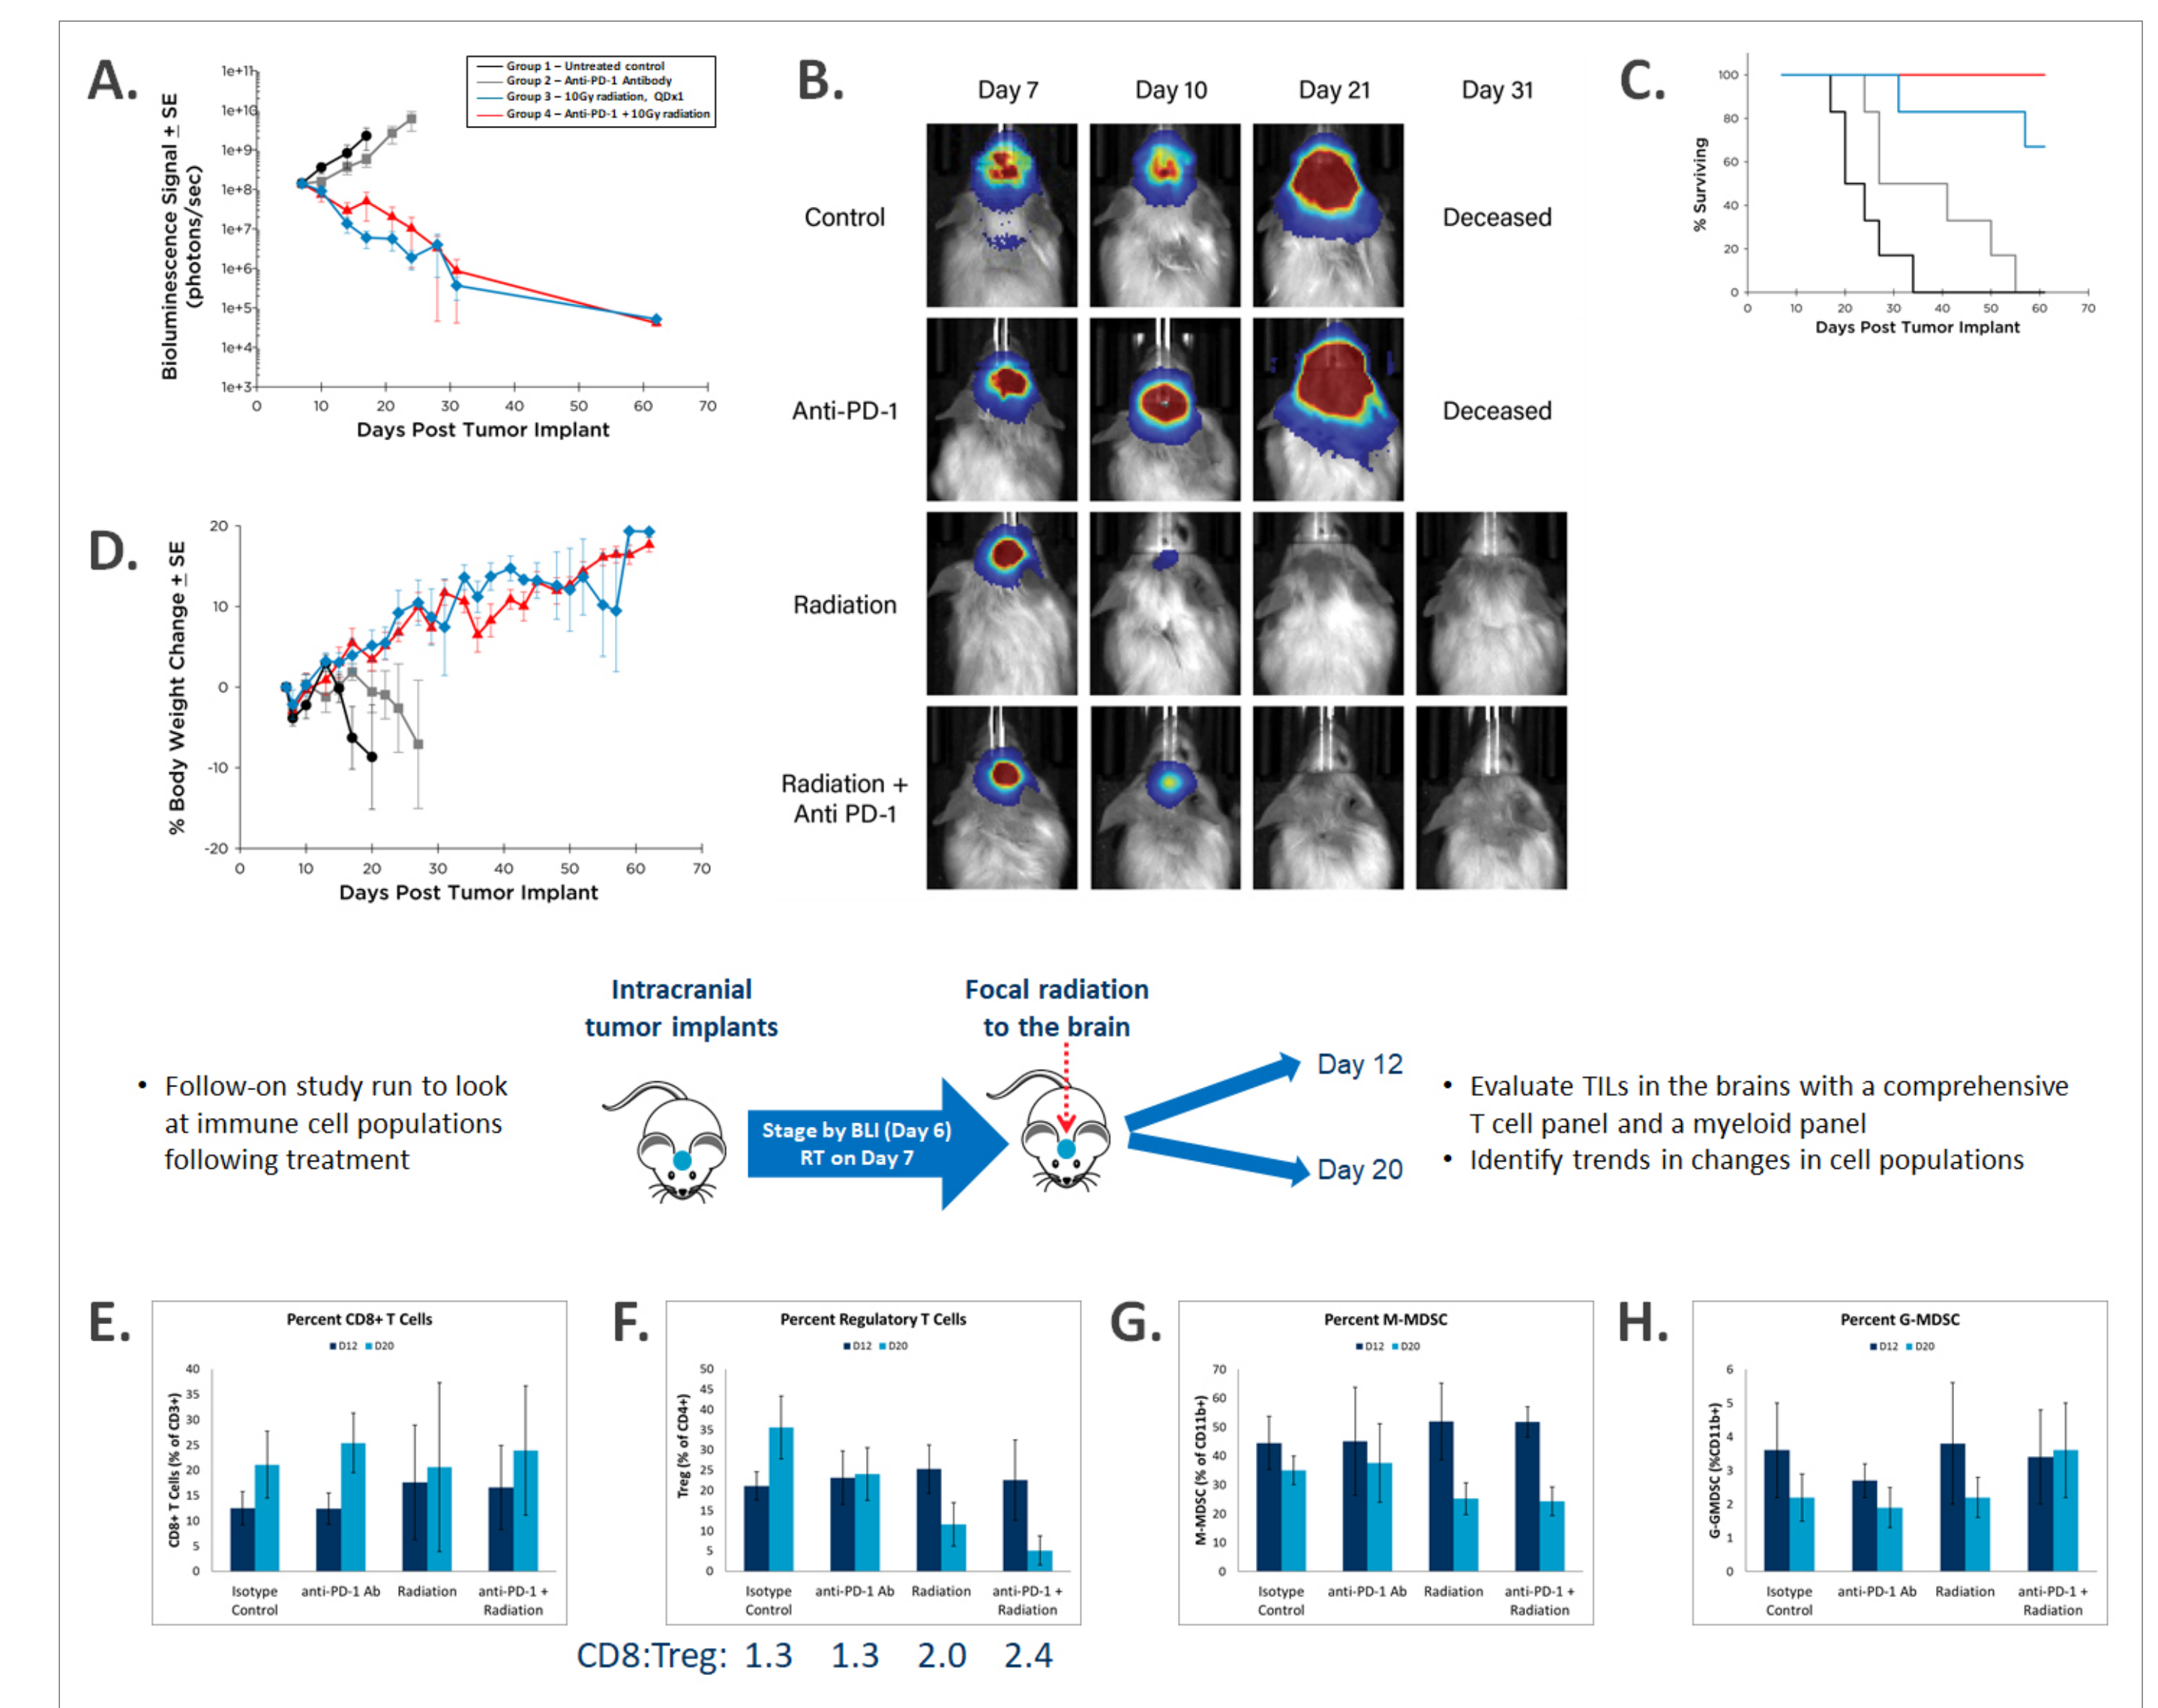 A.
Bioluminescence Signal ± SE
(photons/sec)
1e+11
1e+10
1e+9
1e+8
1e+7
1e+6
1e+5
1e+4
1e+3
0 10 20 30 40 50 60 70
Days Post Tumor Implant
Group 1 – Untreated control
Group 2 – Anti-PD-1 Antibody
Group 3 – 10Gy radiation, QDx1
Group 4 – Anti-PD-1 + 10Gy radiation
B.
Day 7 Day 10 Day 21 Day 31
Control
Deceased
Anti-PD-1
Deceased
Radiation
Radiation +
Anti PD-1
C.
% Surviving
100
80
60
40
20
0
0 10 20 30 40 50 60 70
Days Post Tumor Implant
D.
% Body Weight Change ± SE
20
10
0
-10
-20
0 10 20 30 40 50 60 70
Days Post Tumor Implant
• Follow-on study run to look
at immune cell populations
following treatment
Intracranial
tumor implants
Stage by BLI (Day 6)
RT on Day 7
Focal radiation
to the brain
Day 12
Day 20
• Evaluate TILs in the brains with a comprehensive
T cell panel and a myeloid panel
• Identify trends in changes in cell populations
E.
Percent CD8+ T Cells
D12 D20
CD8+ T Cells (% of CD3+)
40
35
30
25
20
15
10
5
0
Isotype
Control
anti-PD-1 Ab
Radiation
anti-PD-1 +
Radiation
F.
Percent Regulatory T Cells
D12 D20
Treg (% of CD4+)
50
45
40
35
30
25
20
15
10
5
0
Isotype
Control
anti-PD-1 Ab
Radiation
anti-PD-1 +
Radiation
CD8:Treg: 1.3 1.3 2.0 2.4
G.
Percent M-MDSC
D12 D20
M-MDSC (% of CD11b+)
70
60
50
40
30
20
10
0
Isotype
Control
anti-PD-1 Ab
Radiation
anti-PD-1 +
Radiation
H.
Percent G-MDSC
D12 D20
G-GMDSC (%CD11b+)
6
5
4
3
2
1
0
Isotype
Control
anti-PD-1 Ab
Radiation
anti-PD-1 +
Radiation